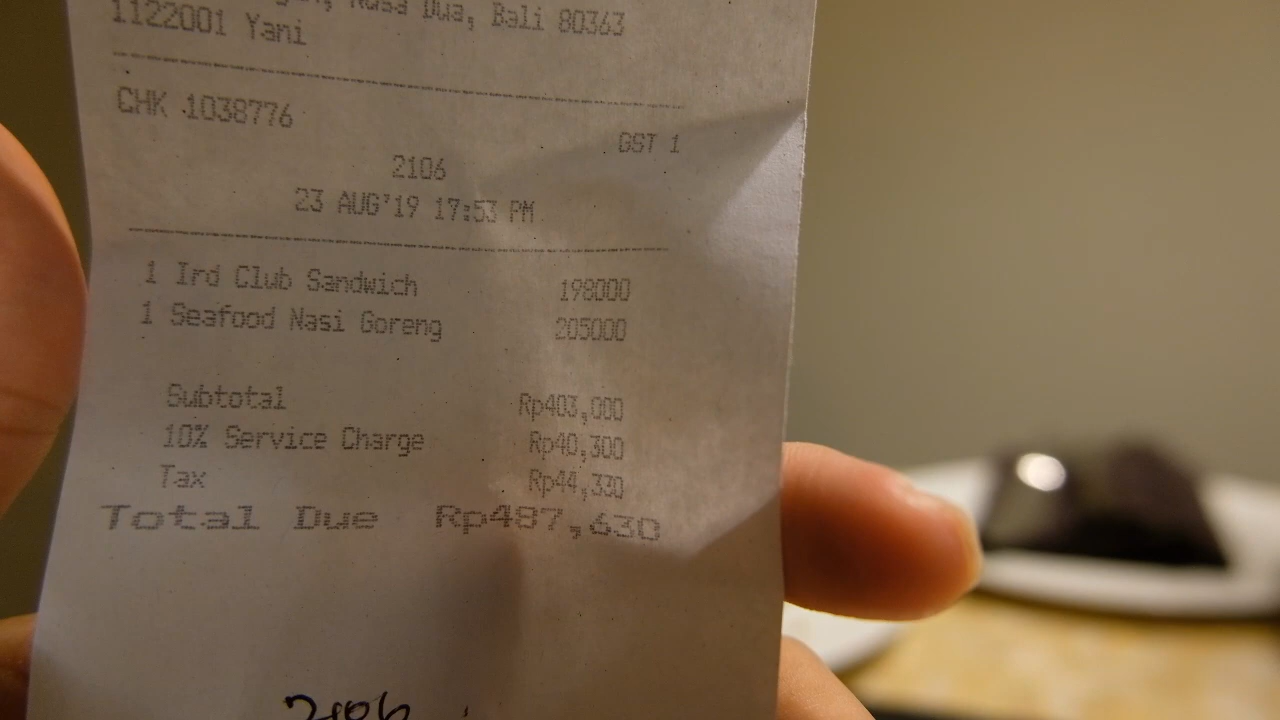 Nusa Dua, Bali 80363
1122001 Yani
CHK 1038776
GST 1
2106
23 AUG'19 17:53 PM
1 Ird Club Sandwich 198000
1 Seafood Nasi Goreng 205000
Subtotal Rp403,000
10% Service Charge Rp40,300
Tax Rp44,330
Total Due Rp487,630
2106